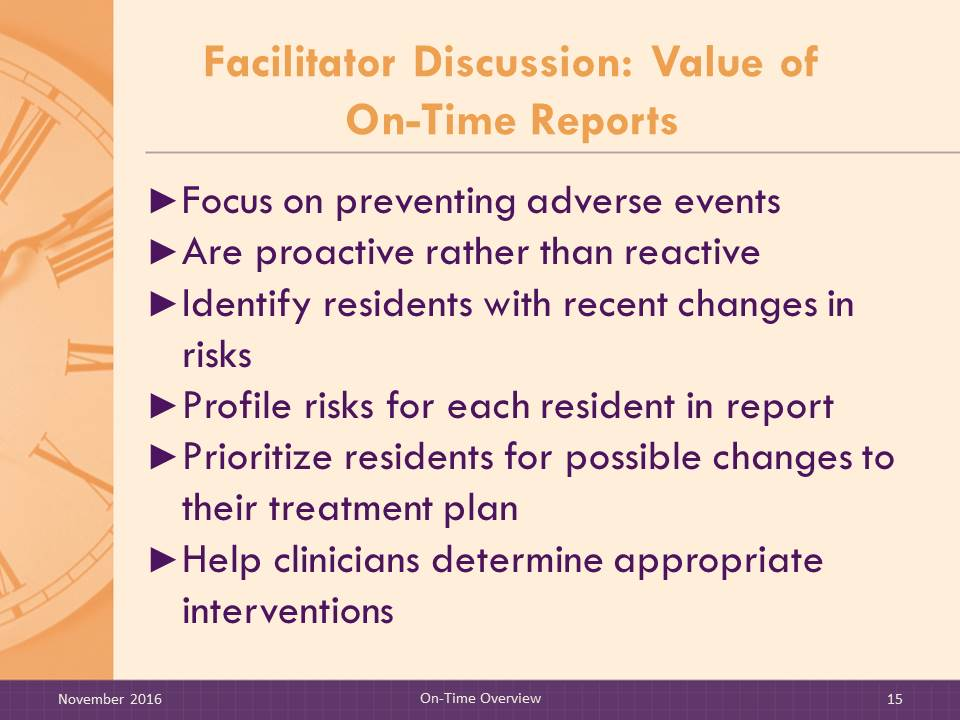 Facilitator Discussion: Value of
On-Time Reports
►Focus on preventing adverse events
►Are proactive rather than reactive
►Identify residents with recent changes in
risks
►Profile risks for each resident in report
►Prioritize residents for possible changes to
their treatment plan
►Help clinicians determine appropriate
interventions
November 2016
On-Time Overview
15